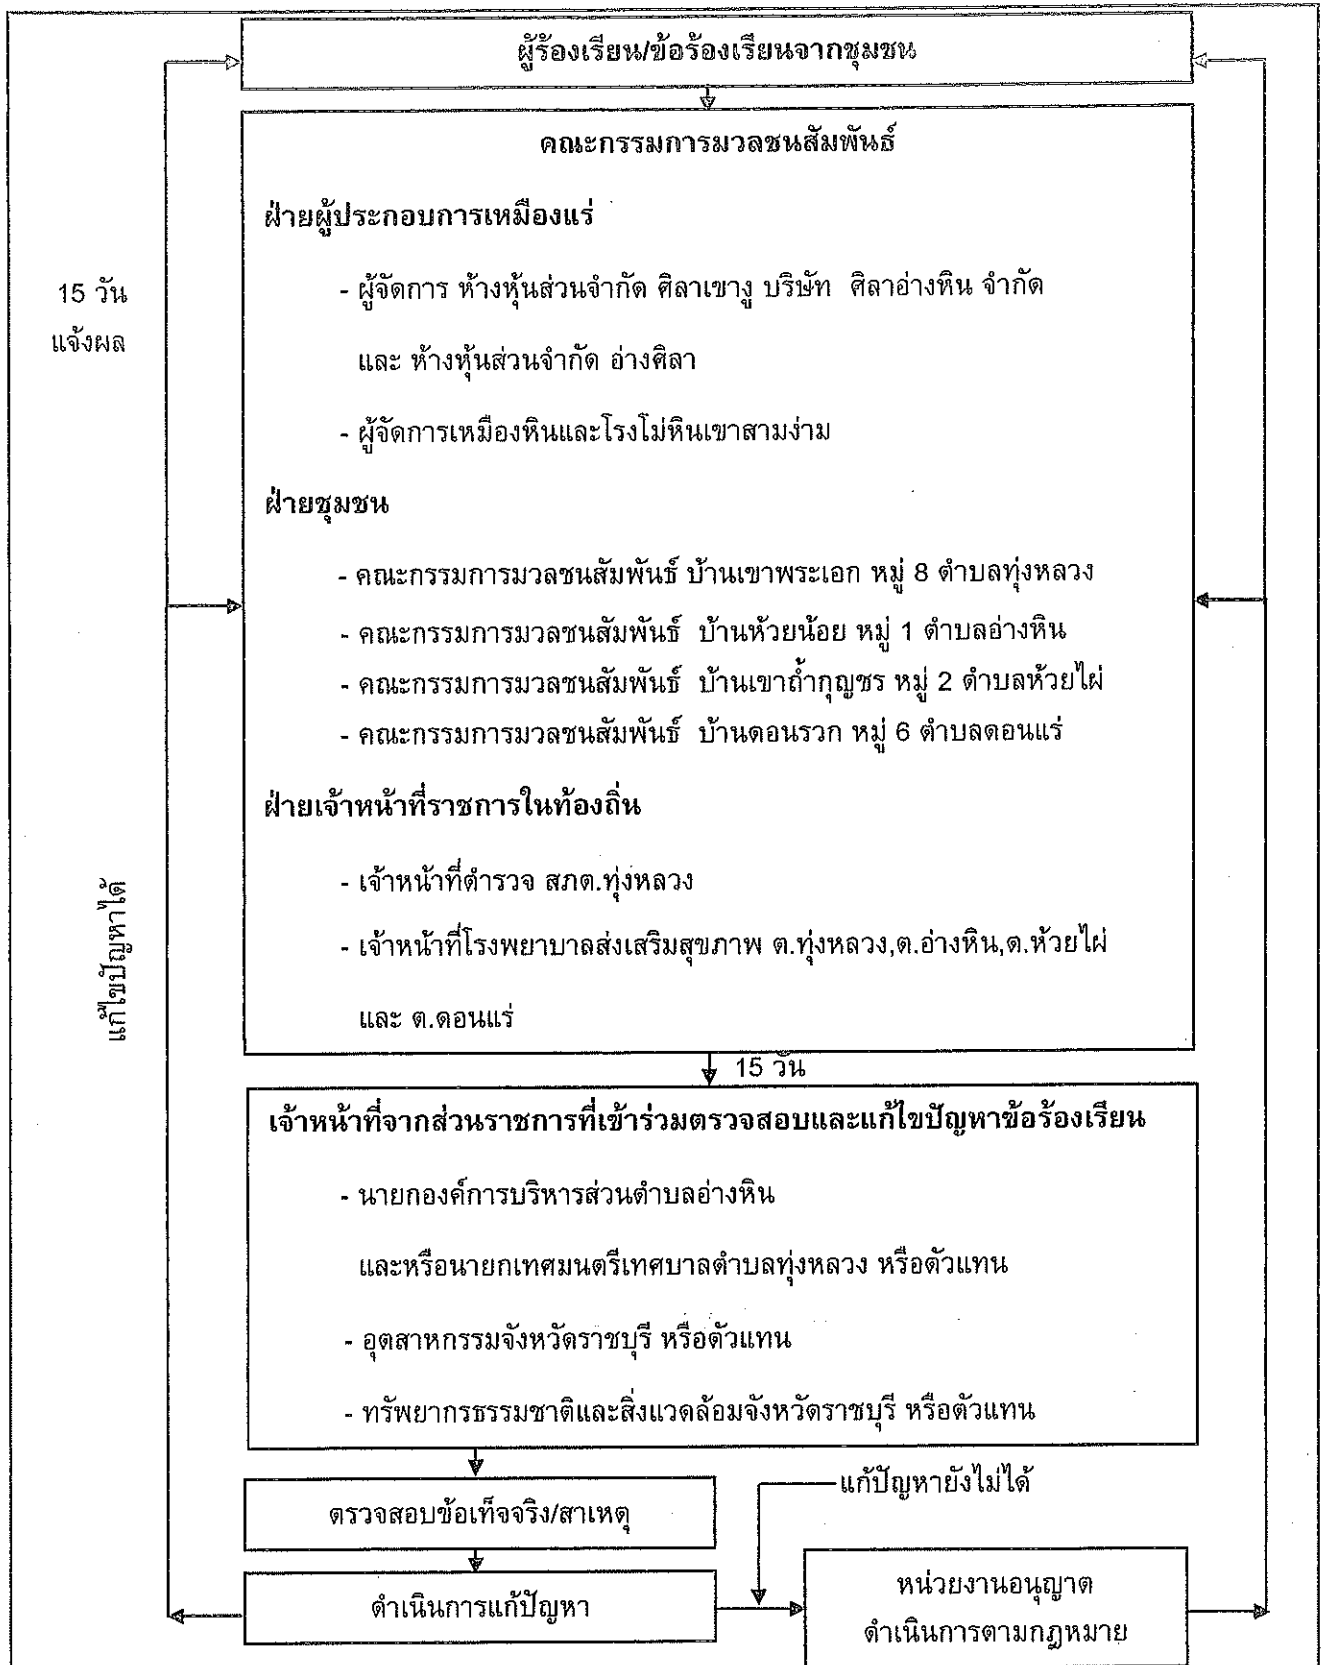 ผู้ร้องเรียน/ข้อร้องเรียนจากชุมชน
คณะกรรมการมวลชนสัมพันธ์
ฝ่ายผู้ประกอบการเหมืองแร่
- ผู้จัดการ ห้างหุ้นส่วนจำกัด ศิลาเขางู บริษัท ศิลาอ่างหิน จำกัด
และ ห้างหุ้นส่วนจำกัด อ่างศิลา
- ผู้จัดการเหมืองหินและโรงโม่หินเขาสามง่าม
15 วัน
แจ้งผล
ฝ่ายชุมชน
- คณะกรรมการมวลชนสัมพันธ์ บ้านเขาพระเอก หมู่ 8 ตำบลทุ่งหลวง
- คณะกรรมการมวลชนสัมพันธ์ บ้านห้วยน้อย หมู่ 1 ตำบลอ่างหิน
- คณะกรรมการมวลชนสัมพันธ์ บ้านเขาถ้ำกุญชร หมู่ 2 ตำบลห้วยไผ่
- คณะกรรมการมวลชนสัมพันธ์ บ้านดอนรวก หมู่ 6 ตำบลดอนแร่
ฝ่ายเจ้าหน้าที่ราชการในท้องถิ่น
- เจ้าหน้าที่ตำรวจ สภต.ทุ่งหลวง
- เจ้าหน้าที่โรงพยาบาลส่งเสริมสุขภาพ ต.ทุ่งหลวง,ต.อ่างหิน,ต.ห้วยไผ่
และ ต.ดอนแร่
แก้ไขปัญหาได้
15 วัน
เจ้าหน้าที่จากส่วนราชการที่เข้าร่วมตรวจสอบและแก้ไขปัญหาข้อร้องเรียน
- นายกองค์การบริหารส่วนตำบลอ่างหิน
และหรือนายกเทศมนตรีเทศบาลตำบลทุ่งหลวง หรือตัวแทน
- อุตสาหกรรมจังหวัดราชบุรี หรือตัวแทน
- ทรัพยากรธรรมชาติและสิ่งแวดล้อมจังหวัดราชบุรี หรือตัวแทน
แก้ปัญหายังไม่ได้
ตรวจสอบข้อเท็จจริง/สาเหตุ
ดำเนินการแก้ปัญหา
หน่วยงานอนุญาต
ดำเนินการตามกฎหมาย